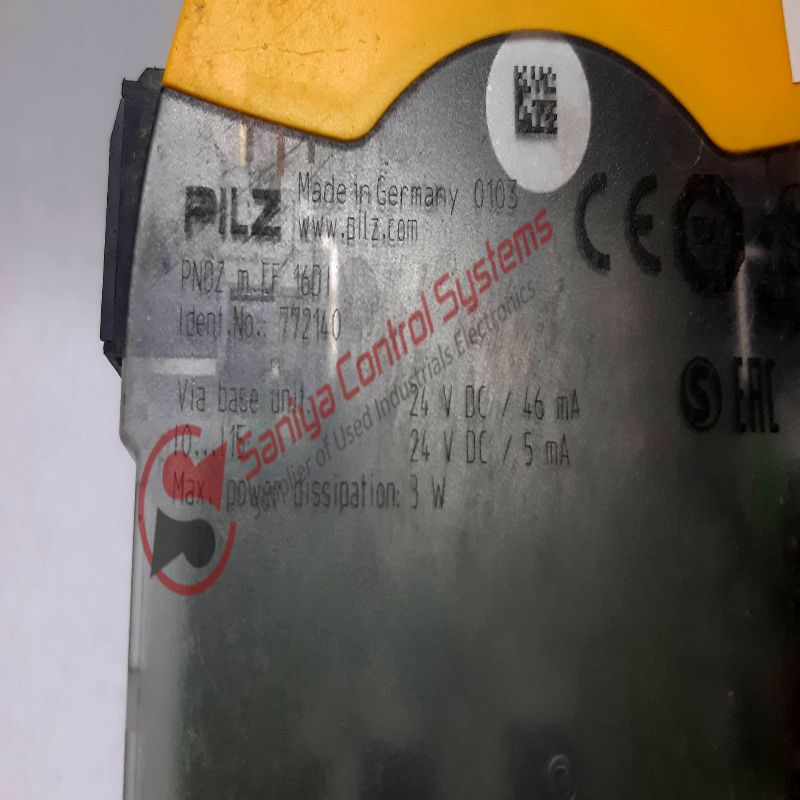 PILZ
Made in Germany 0103
www.pilz.com
PNOZ m EF 16DI
Ident.No.: 772140
CE
EAC
Via base unit: 24 V DC / 46 mA
I0...I15: 24 V DC / 5 mA
Max. power dissipation: 3 W
Saniya Control Systems
Supplier of Used Industrials Electronics